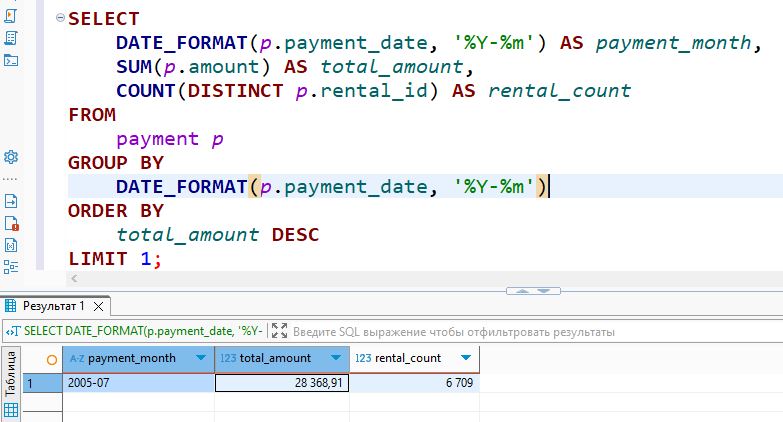 SELECT
DATE_FORMAT(p.payment_date, '%Y-%m') AS payment_month,
SUM(p.amount) AS total_amount,
COUNT(DISTINCT p.rental_id) AS rental_count
FROM
payment p
GROUP BY
DATE_FORMAT(p.payment_date, '%Y-%m')
ORDER BY
total_amount DESC
LIMIT 1;
Результат 1
SELECT DATE_FORMAT(p.payment_date, '%Y-
Введите SQL выражение чтобы отфильтровать результаты
Таблица
A-Z payment_month 123 total_amount 123 rental_count
1 2005-07 28 368,91 6 709